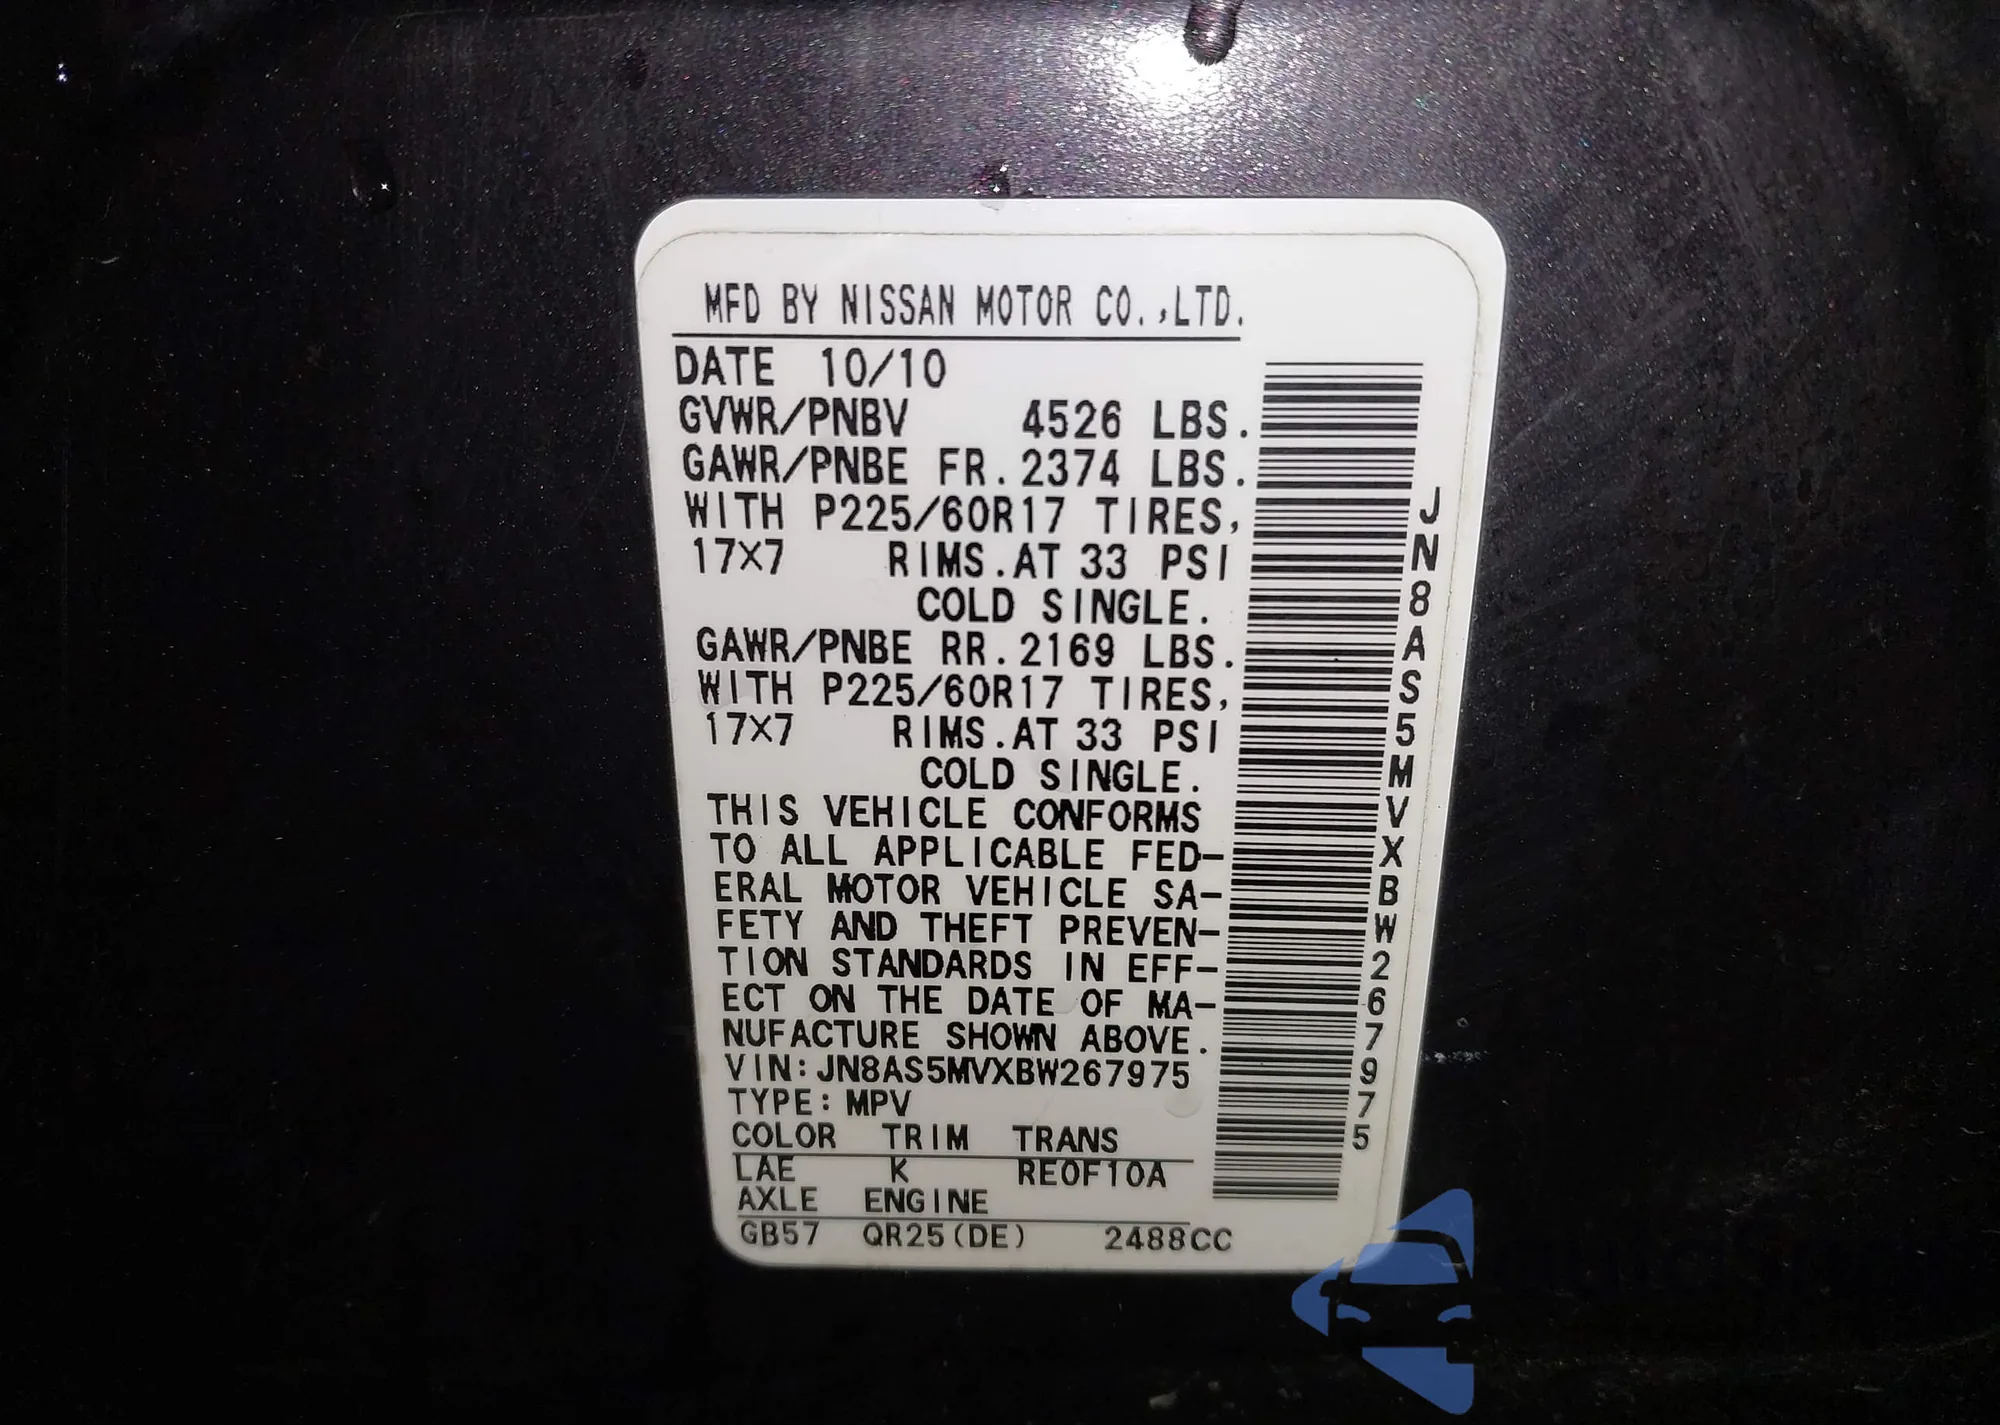 MFD BY NISSAN MOTOR CO.,LTD.
DATE 10/10
GVWR/PNBV 4526 LBS.
GAWR/PNBE FR.2374 LBS.
WITH P225/60R17 TIRES,
17X7 RIMS.AT 33 PSI
COLD SINGLE.
GAWR/PNBE RR.2169 LBS.
WITH P225/60R17 TIRES,
17X7 RIMS.AT 33 PSI
COLD SINGLE.
THIS VEHICLE CONFORMS
TO ALL APPLICABLE FED-
ERAL MOTOR VEHICLE SA-
FETY AND THEFT PREVEN-
TION STANDARDS IN EFF-
ECT ON THE DATE OF MA-
NUFACTURE SHOWN ABOVE.
VIN:JN8AS5MVXBW267975
TYPE:MPV
COLOR TRIM TRANS
LAE K RE0F10A
AXLE ENGINE
GB57 QR25(DE) 2488CC
JN8AS5MVXBW267975